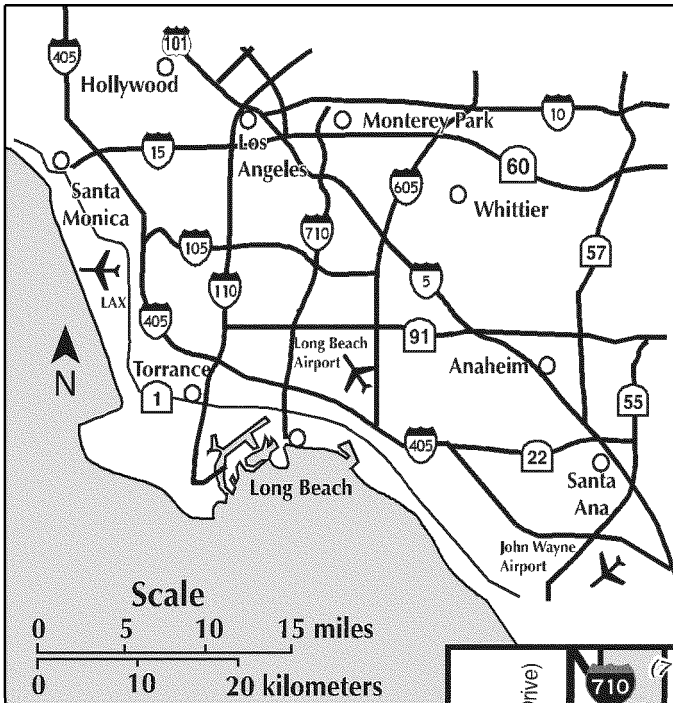 405
101
Hollywood
Los
Angeles
Monterey Park
10
15
60
Santa
Monica
605
Whittier
105
710
57
LAX
110
5
405
91
Long Beach
Airport
Anaheim
N
Torrance
1
55
405
22
Long Beach
Santa
Ana
John Wayne
Airport
Scale
0 5 10 15 miles
0 10 20 kilometers
rive)
710
(7